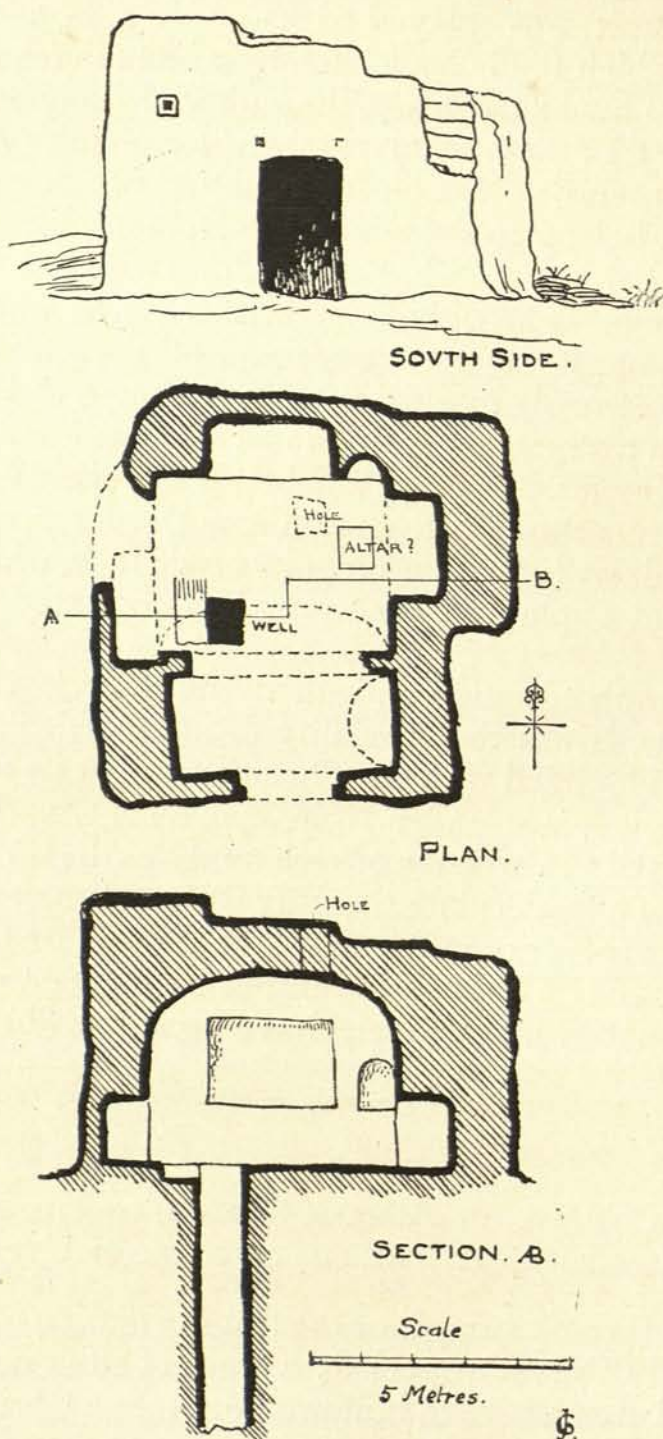 SOVTH SIDE.
HOLE
ALTAR?
A
B.
WELL
PLAN.
HOLE
SECTION. AB.
Scale
5 Metres.